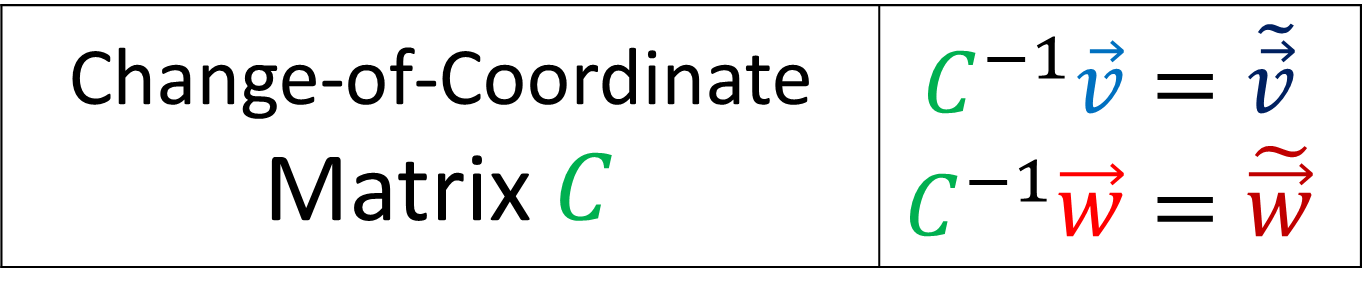 Change-of-Coordinate
Matrix C
C⁻¹v⃗ = ṽ⃗
C⁻¹w⃗ = w̃⃗